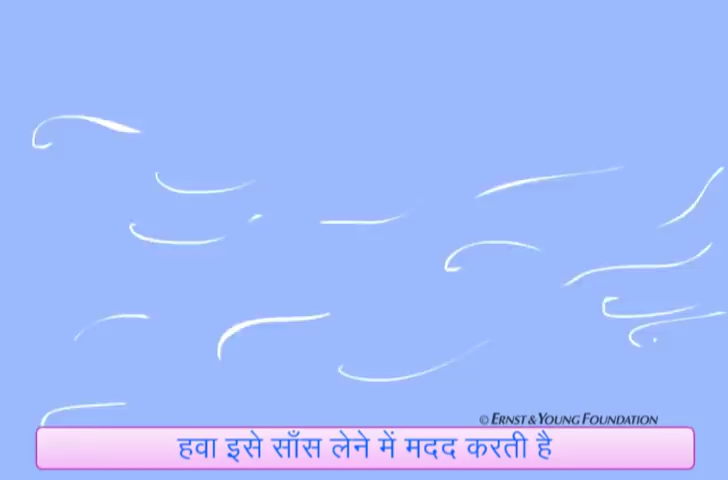 © ERNST & YOUNG FOUNDATION
हवा इसे साँस लेने में मदद करती है